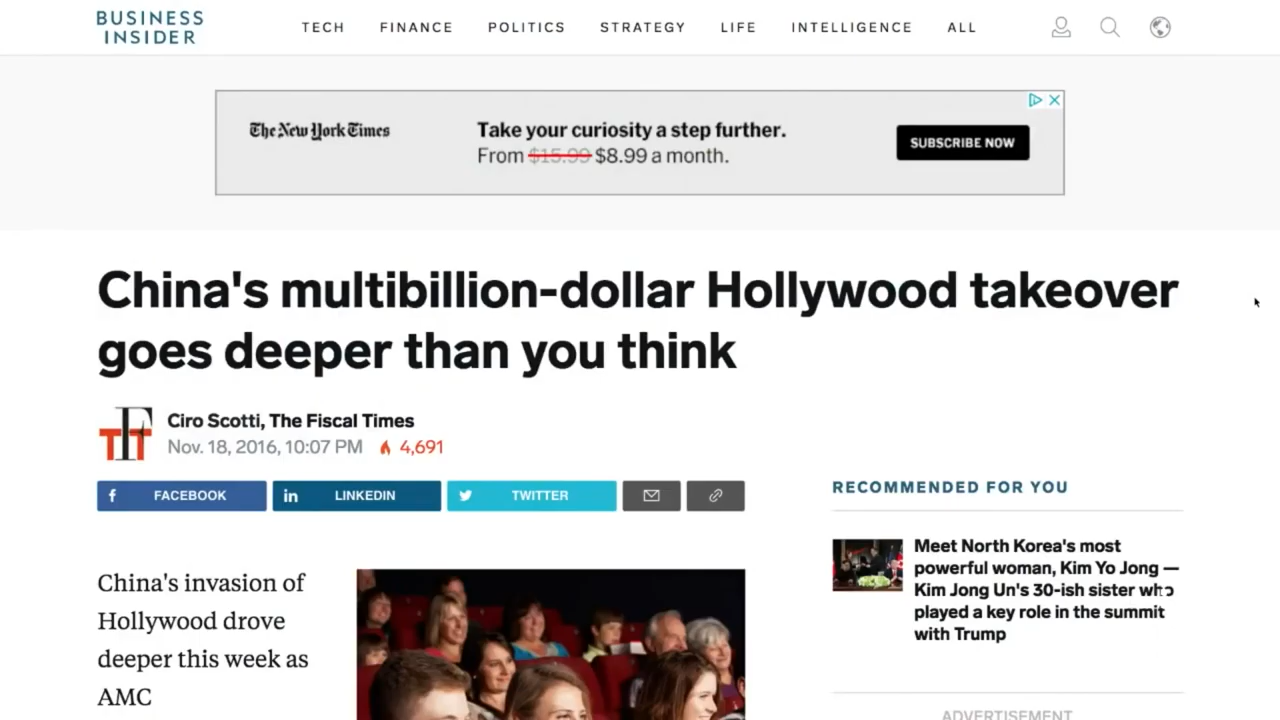 BUSINESS
INSIDER
TECH FINANCE POLITICS STRATEGY LIFE INTELLIGENCE ALL
The New York Times
Take your curiosity a step further.
From $15.99 $8.99 a month.
SUBSCRIBE NOW
China's multibillion-dollar Hollywood takeover
goes deeper than you think
TFT
Ciro Scotti, The Fiscal Times
Nov. 18, 2016, 10:07 PM 4,691
f FACEBOOK in LINKEDIN TWITTER
China's invasion of
Hollywood drove
deeper this week as
AMC
RECOMMENDED FOR YOU
Meet North Korea's most
powerful woman, Kim Yo Jong —
Kim Jong Un's 30-ish sister who
played a key role in the summit
with Trump
ADVERTISEMENT